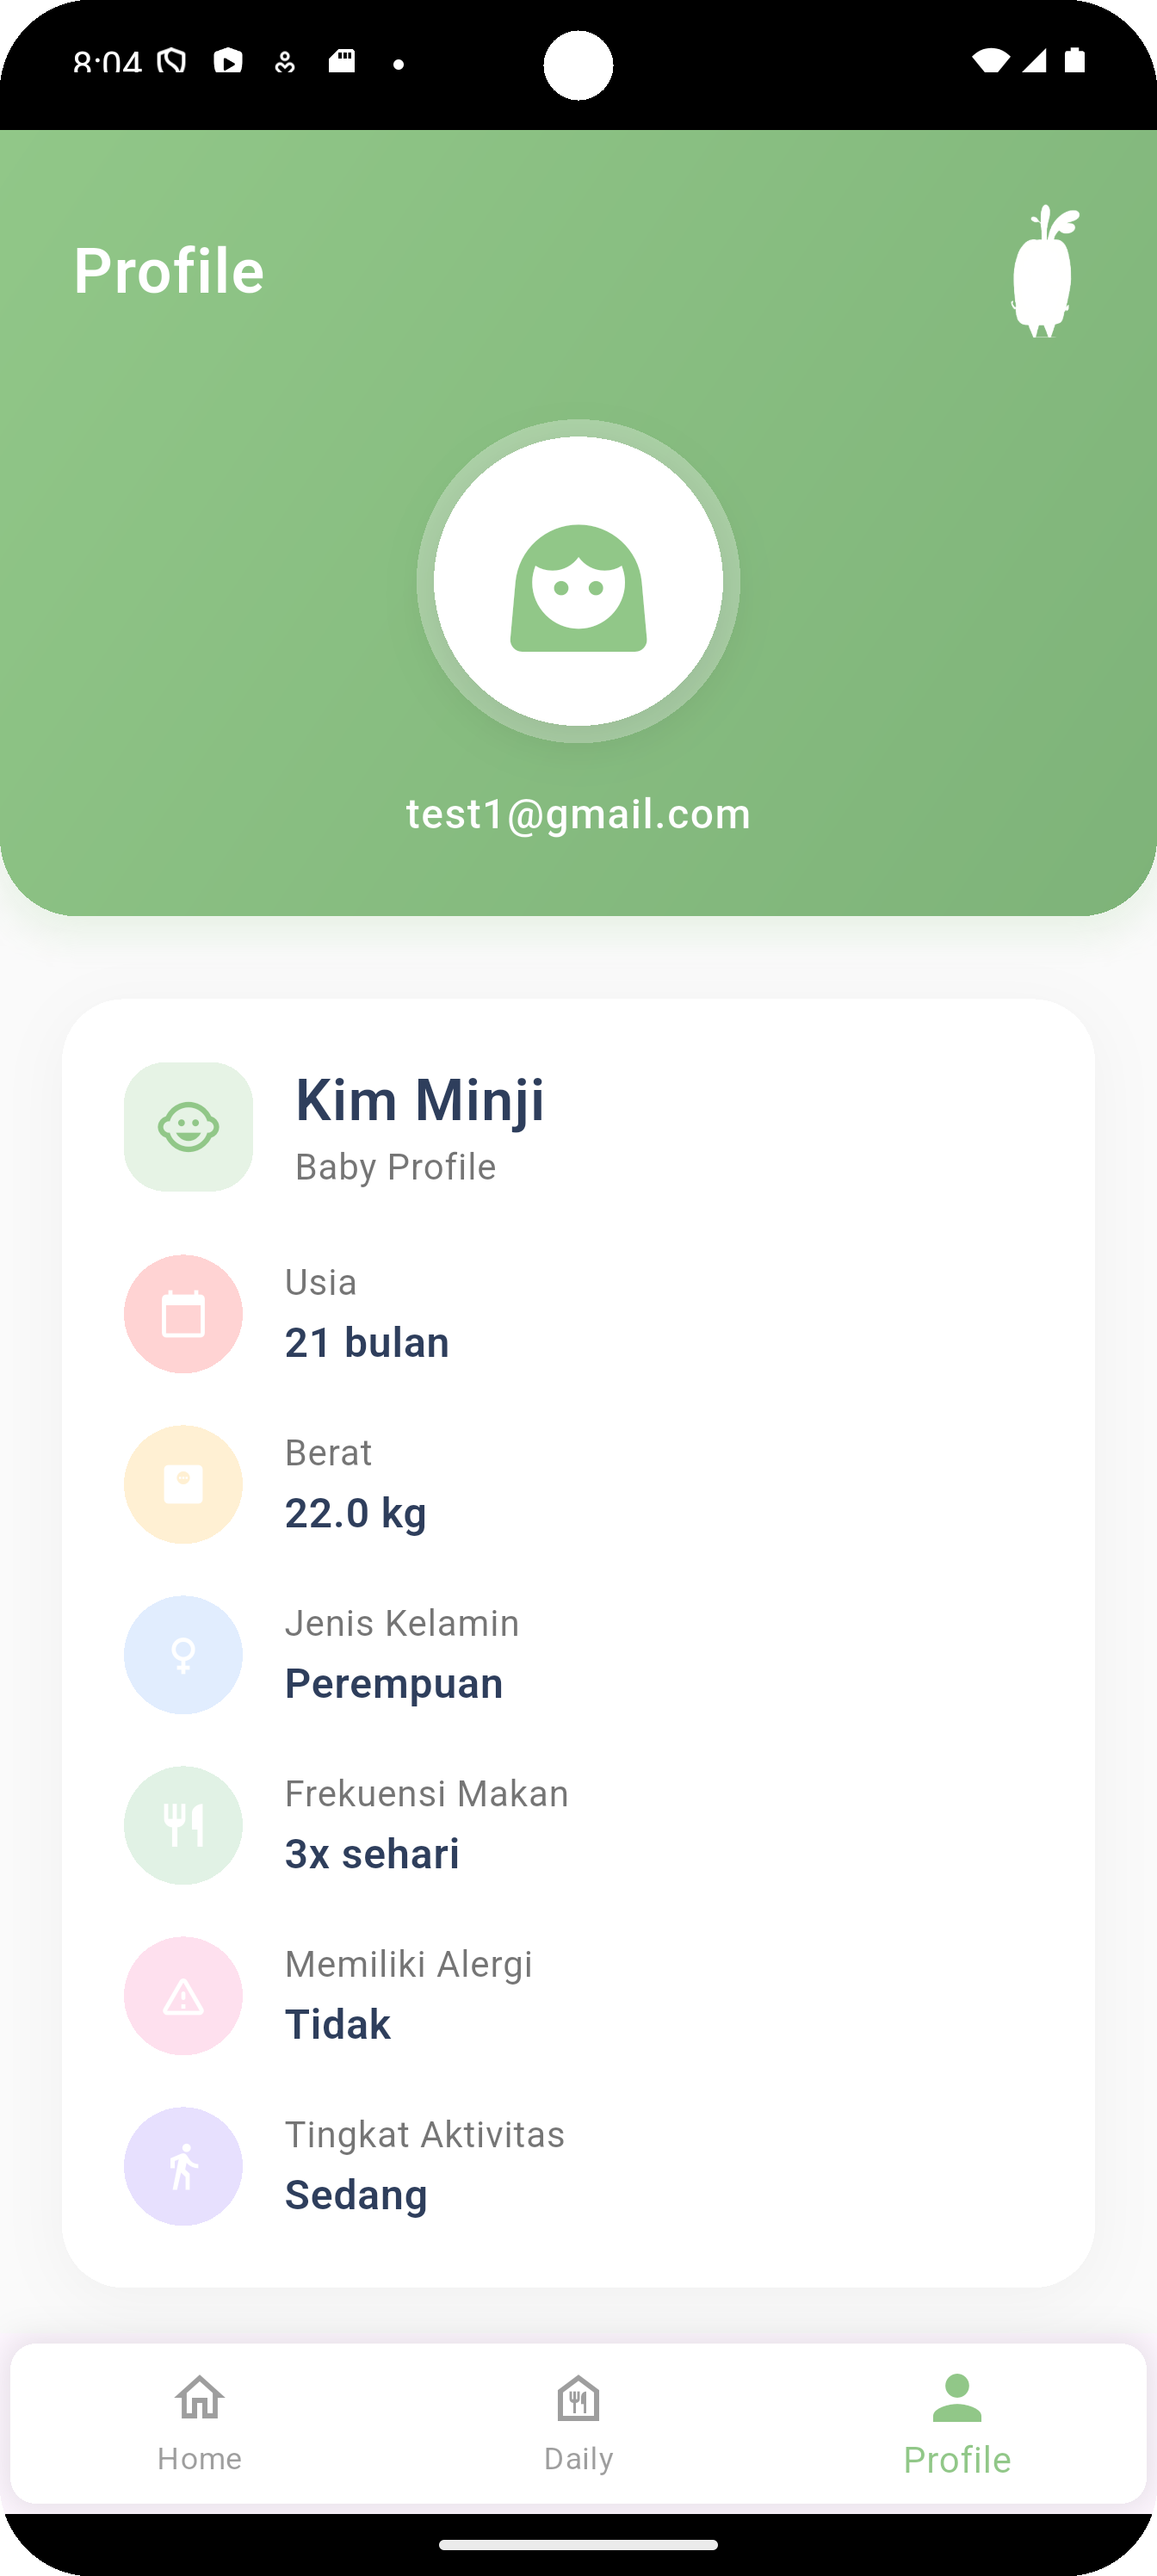 8:04
Profile
test1@gmail.com
Kim Minji
Baby Profile
Usia
21 bulan
Berat
22.0 kg
Jenis Kelamin
Perempuan
Frekuensi Makan
3x sehari
Memiliki Alergi
Tidak
Tingkat Aktivitas
Sedang
Home
Daily
Profile